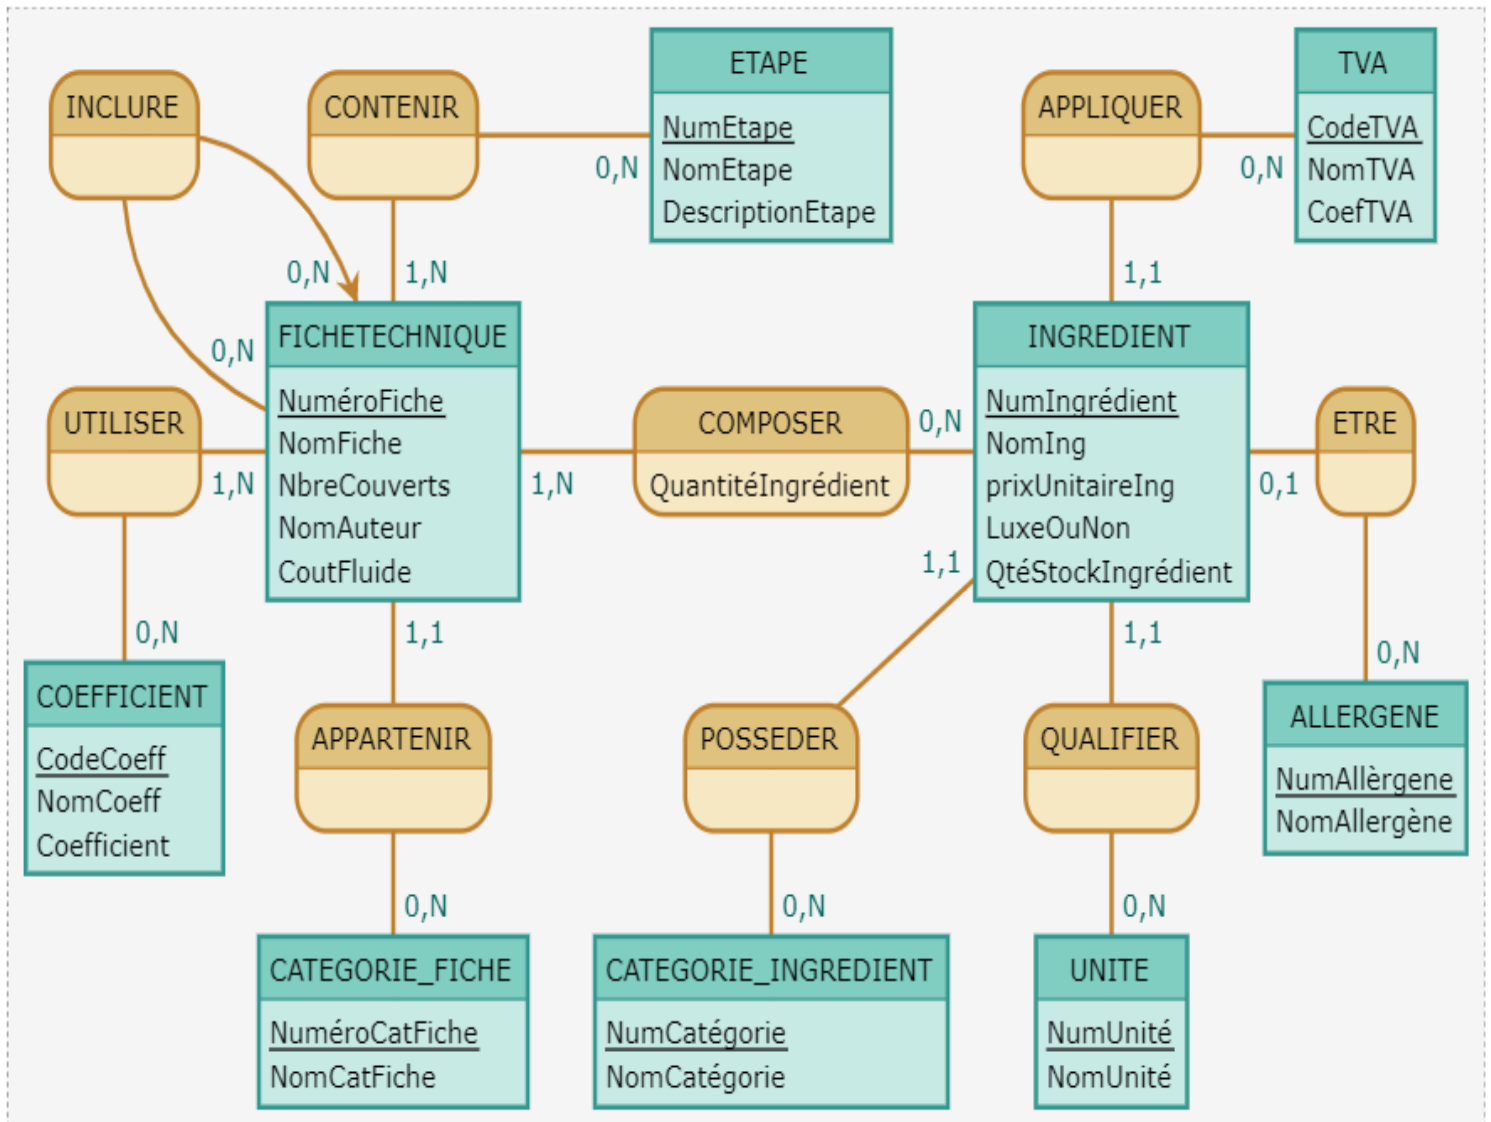 ETAPE
TVA
INCLURE
CONTENIR
APPLIQUER
NumEtape
CodeTVA
0,N
NomEtape
0,N
NomTVA
DescriptionEtape
CoefTVA
0,N
1,N
1,1
FICHETECHNIQUE
INGREDIENT
0,N
NuméroFiche
NumIngrédient
UTILISER
COMPOSER
0,N
ETRE
NomFiche
NomIng
1,N
NbreCouverts
1,N
QuantitéIngrédient
prixUnitaireIng
0,1
NomAuteur
LuxeOuNon
CoutFluide
1,1
QtéStockIngrédient
0,N
1,1
1,1
0,N
COEFFICIENT
ALLERGENE
CodeCoeff
APPARTENIR
POSSEDER
QUALIFIER
NumAllèrgene
NomCoeff
NomAllergène
Coefficient
0,N
0,N
0,N
CATEGORIE_FICHE
CATEGORIE_INGREDIENT
UNITE
NuméroCatFiche
NumCatégorie
NumUnité
NomCatFiche
NomCatégorie
NomUnité